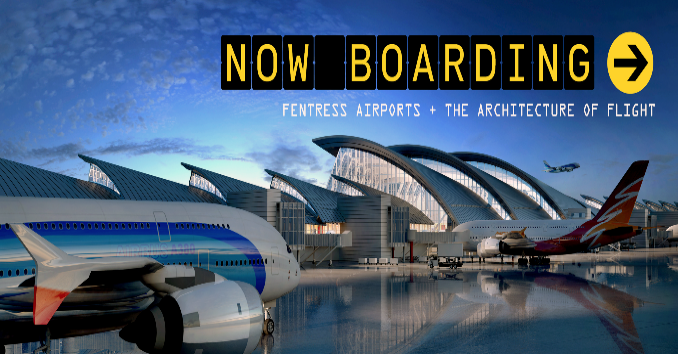 NOW BOARDING
FENTRESS AIRPORTS + THE ARCHITECTURE OF FLIGHT